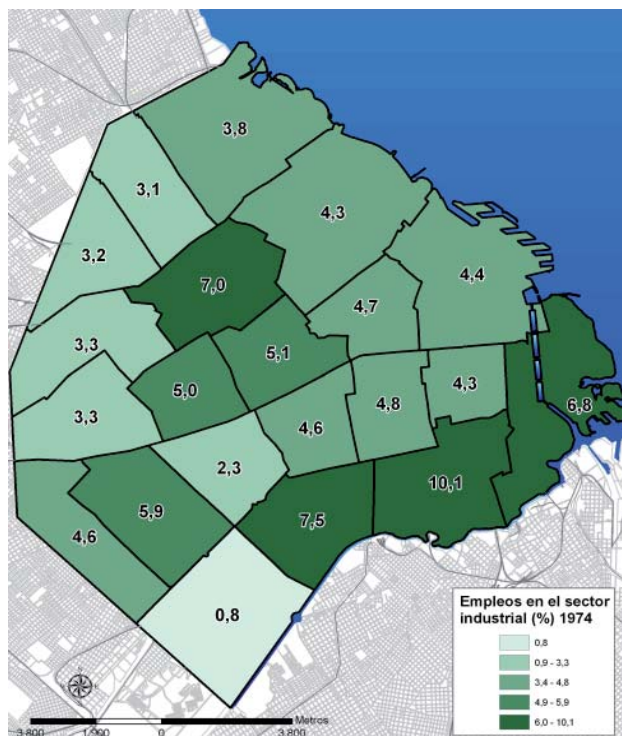 3,8
3,1
4,3
3,2
7,0
4,4
4,7
3,3
5,1
5,0
4,3
6,8
3,3
4,8
4,6
2,3
10,1
5,9
7,5
4,6
0,8
Empleos en el sector
industrial (%) 1974
0,8
0,9 - 3,3
3,4 - 4,8
4,9 - 5,9
6,0 - 10,1
Metros
3.800 1.900 0 3.800